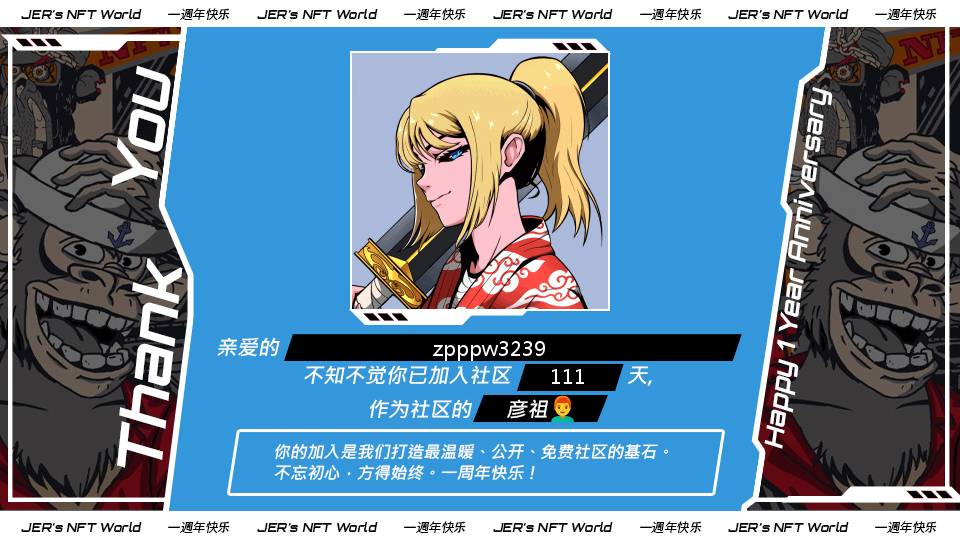 JER's NFT World 一週年快乐 JER's NFT World 一週年快乐 JER's NFT World 一週年快乐 JER's NFT World 一週年快乐
Thank You
Happy 1 Year Anniversary
亲爱的 zpppw3239
不知不觉你已加入社区 111 天,
作为社区的 彦祖👨‍🦰
你的加入是我们打造最温暖、公开、免费社区的基石。
不忘初心，方得始终。一周年快乐！
JER's NFT World 一週年快乐 JER's NFT World 一週年快乐 JER's NFT World 一週年快乐 JER's NFT World 一週年快乐